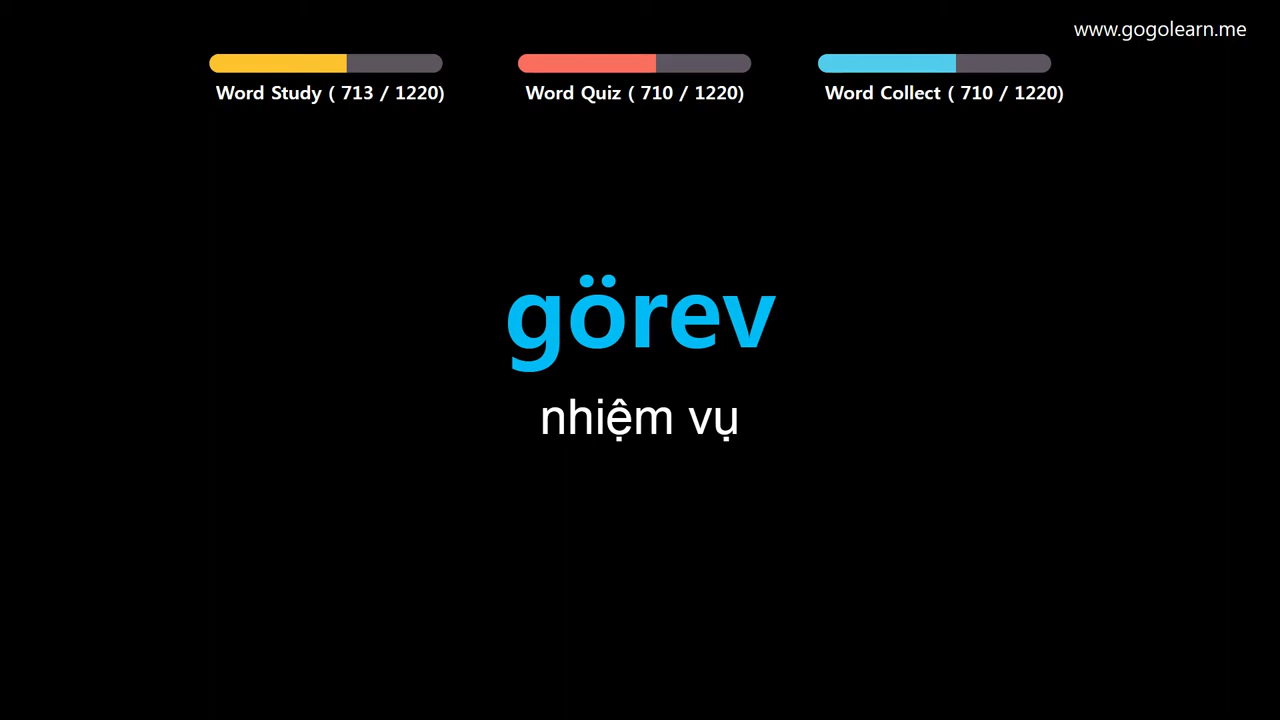 www.gogolearn.me
Word Study ( 713 / 1220)
Word Quiz ( 710 / 1220)
Word Collect ( 710 / 1220)
görev
nhiệm vụ